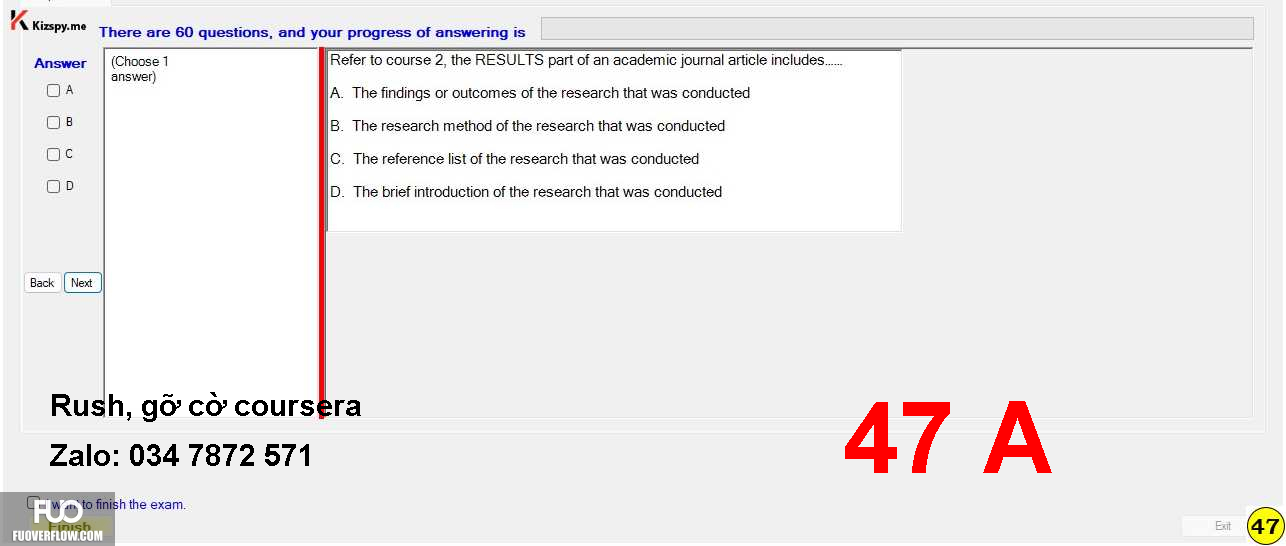 Kizspy.me
There are 60 questions, and your progress of answering is
Answer
(Choose 1
answer)
A
B
C
D
Back
Next
Refer to course 2, the RESULTS part of an academic journal article includes......
A. The findings or outcomes of the research that was conducted
B. The research method of the research that was conducted
C. The reference list of the research that was conducted
D. The brief introduction of the research that was conducted
Rush, gỡ cờ coursera
Zalo: 034 7872 571
47 A
I want to finish the exam.
FUO
Finish
FUOVERFLOW.COM
Exit
47